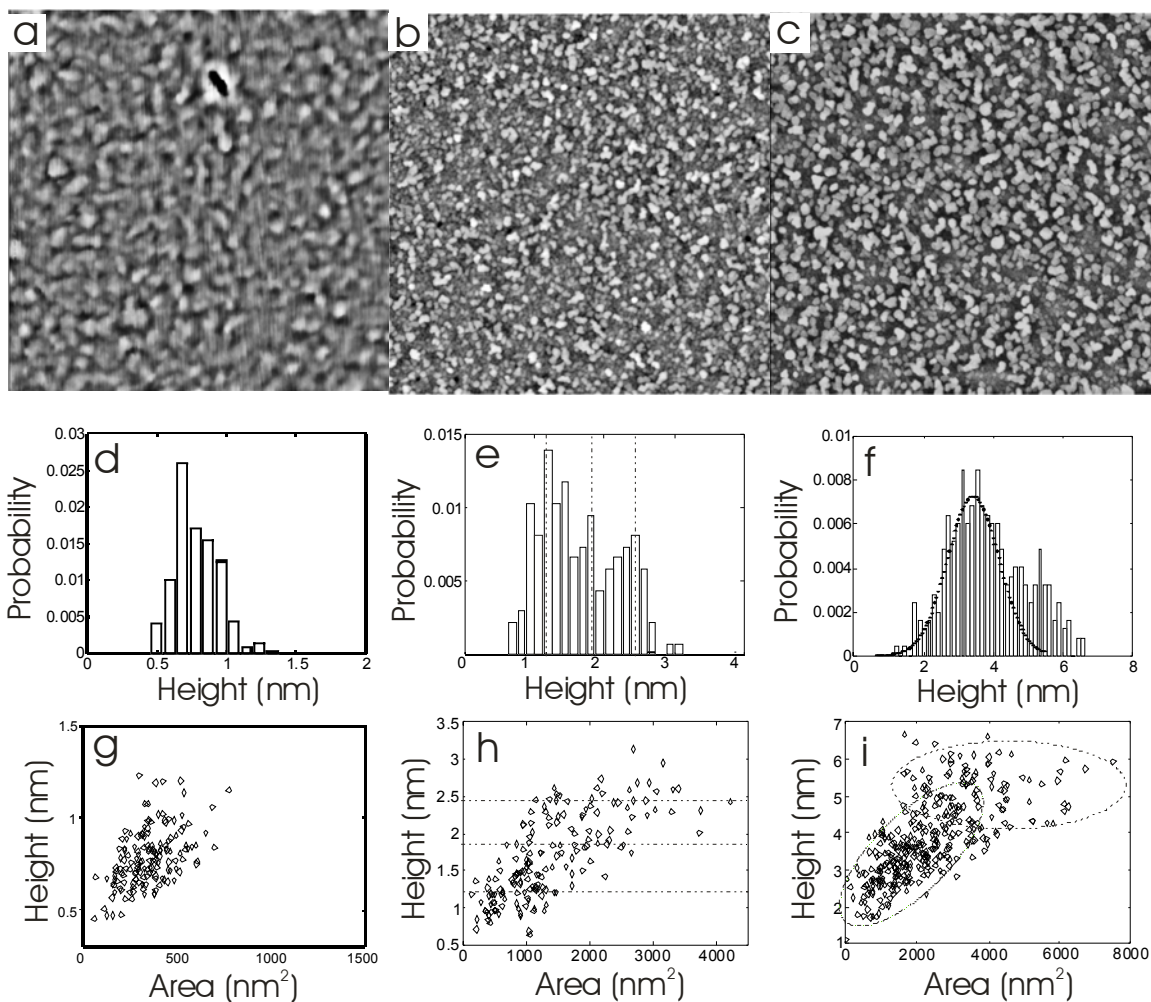 a
b
c
d
Probability
0.03
0.025
0.02
0.015
0.01
0.005
0
0
0.5
1
1.5
2
Height (nm)
e
Probability
0.015
0.01
0.005
0
1
2
3
4
Height (nm)
f
Probability
0.01
0.008
0.006
0.004
0.002
0
0
2
4
6
8
Height (nm)
g
Height (nm)
1.5
1
0.5
0
500
1000
1500
Area (nm²)
h
Height (nm)
3.5
3
2.5
2
1.5
1
0.5
0
1000
2000
3000
4000
Area (nm²)
i
Height (nm)
7
6
5
4
3
2
1
0
2000
4000
6000
8000
Area (nm²)